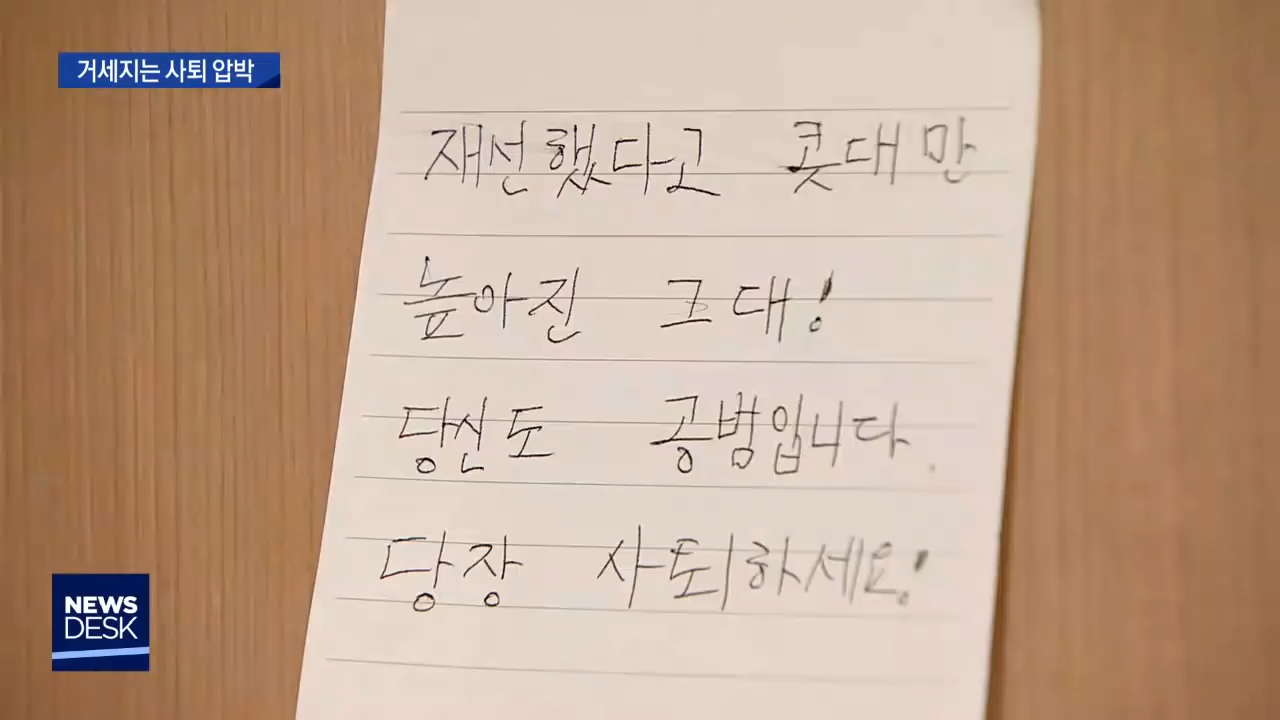 거세지는 사퇴 압박
재선했다고 콧대만
높아진 그대!
당신도 공범입니다.
당장 사퇴하세요!
NEWS
DESK